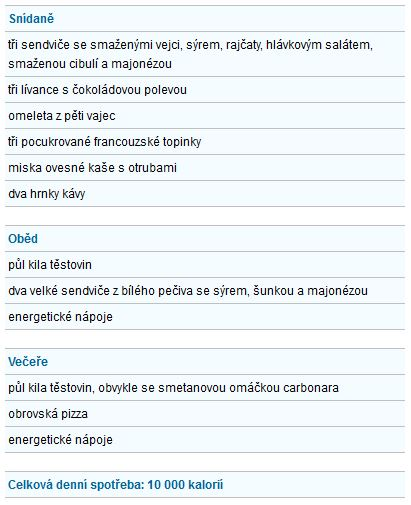 Snídaně
tři sendviče se smaženými vejci, sýrem, rajčaty, hlávkovým salátem,
smaženou cibulí a majonézou
tři lívance s čokoládovou polevou
omeleta z pěti vajec
tři pocukrované francouzské topinky
miska ovesné kaše s otrubami
dva hrnky kávy
Oběd
půl kila těstovin
dva velké sendviče z bílého pečiva se sýrem, šunkou a majonézou
energetické nápoje
Večeře
půl kila těstovin, obvykle se smetanovou omáčkou carbonara
obrovská pizza
energetické nápoje
Celková denní spotřeba: 10 000 kalorií